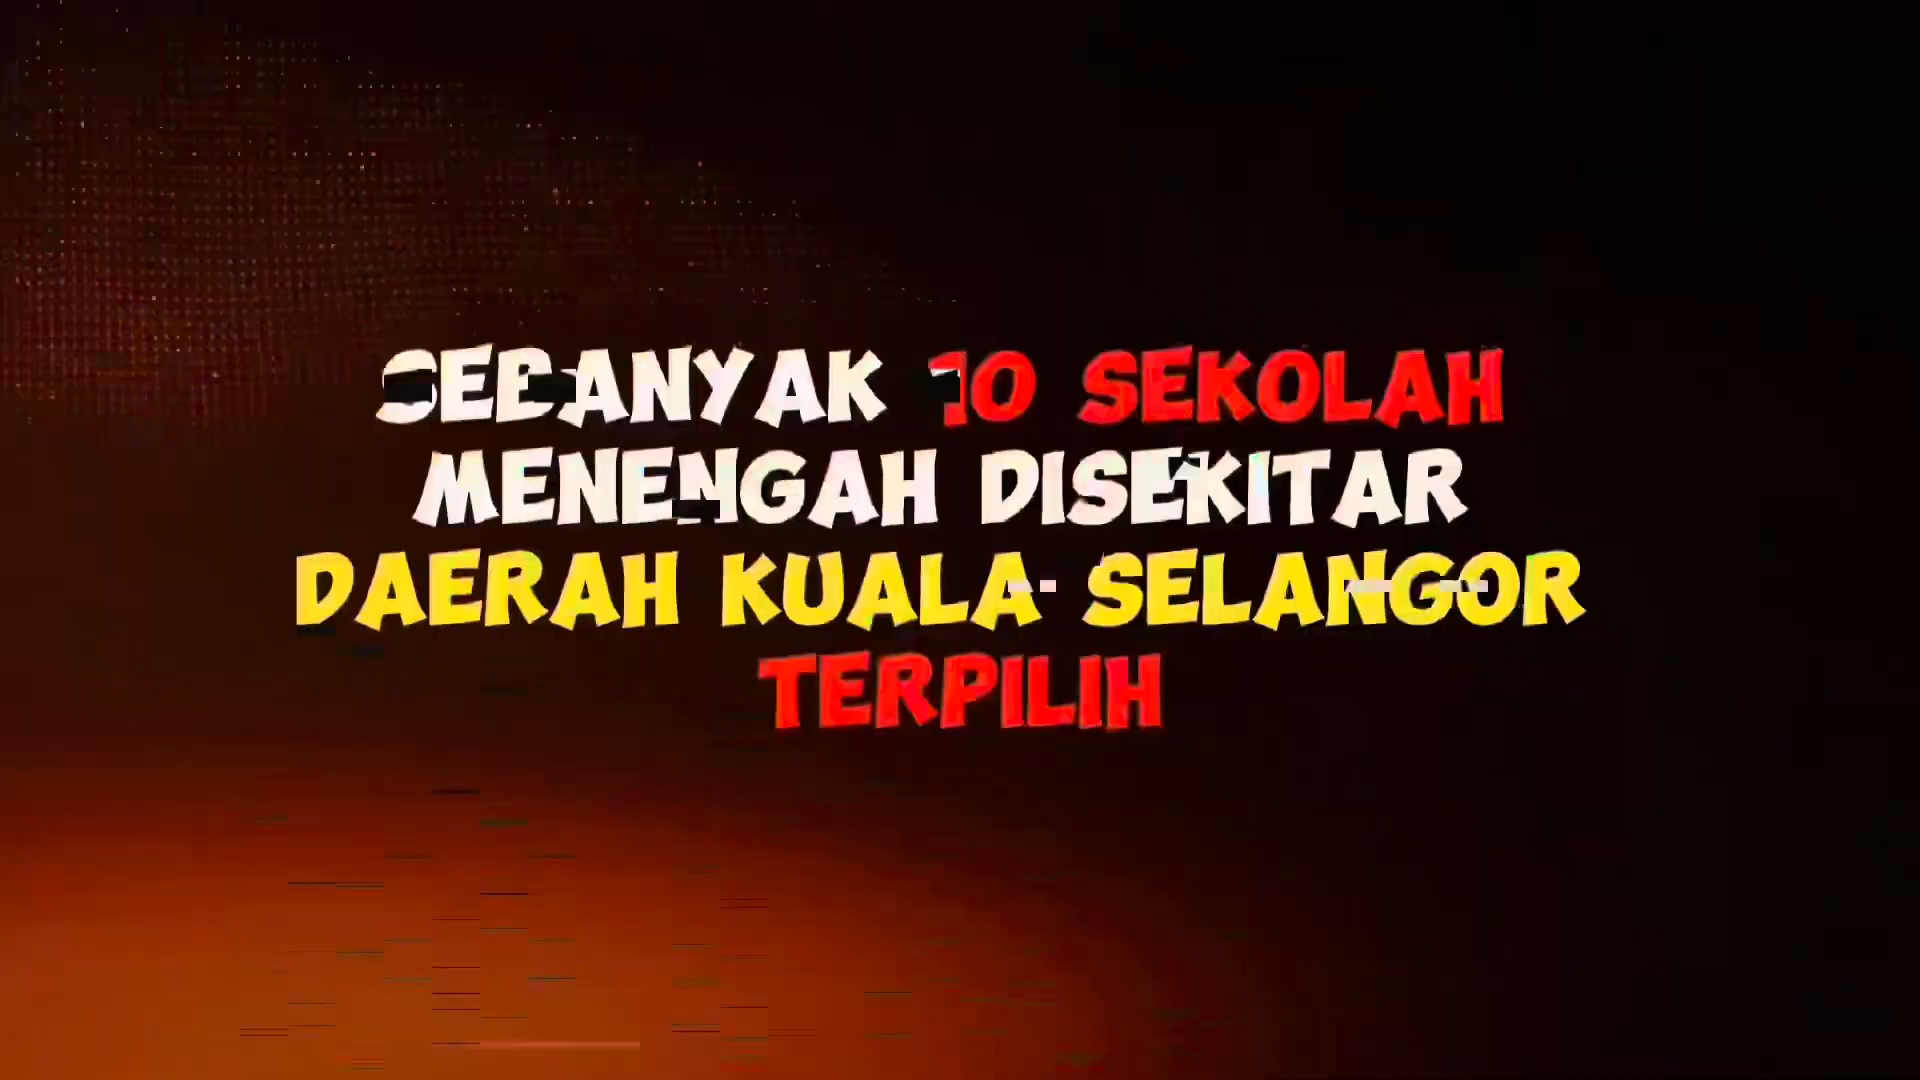 SEBANYAK 10 SEKOLAH
MENENGAH DISEKITAR
DAERAH KUALA SELANGOR
TERPILIH